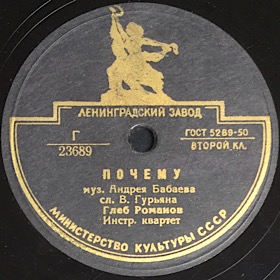 ЛЕНИНГРАДСКИЙ ЗАВОД
Г
23689
ГОСТ 5289-50
ВТОРОЙ КЛ.
ПОЧЕМУ
муз. Андрея Бабаева
сл. В. Гурьяна
Глеб Романов
Инстр. квартет
МИНИСТЕРСТВО КУЛЬТУРЫ СССР